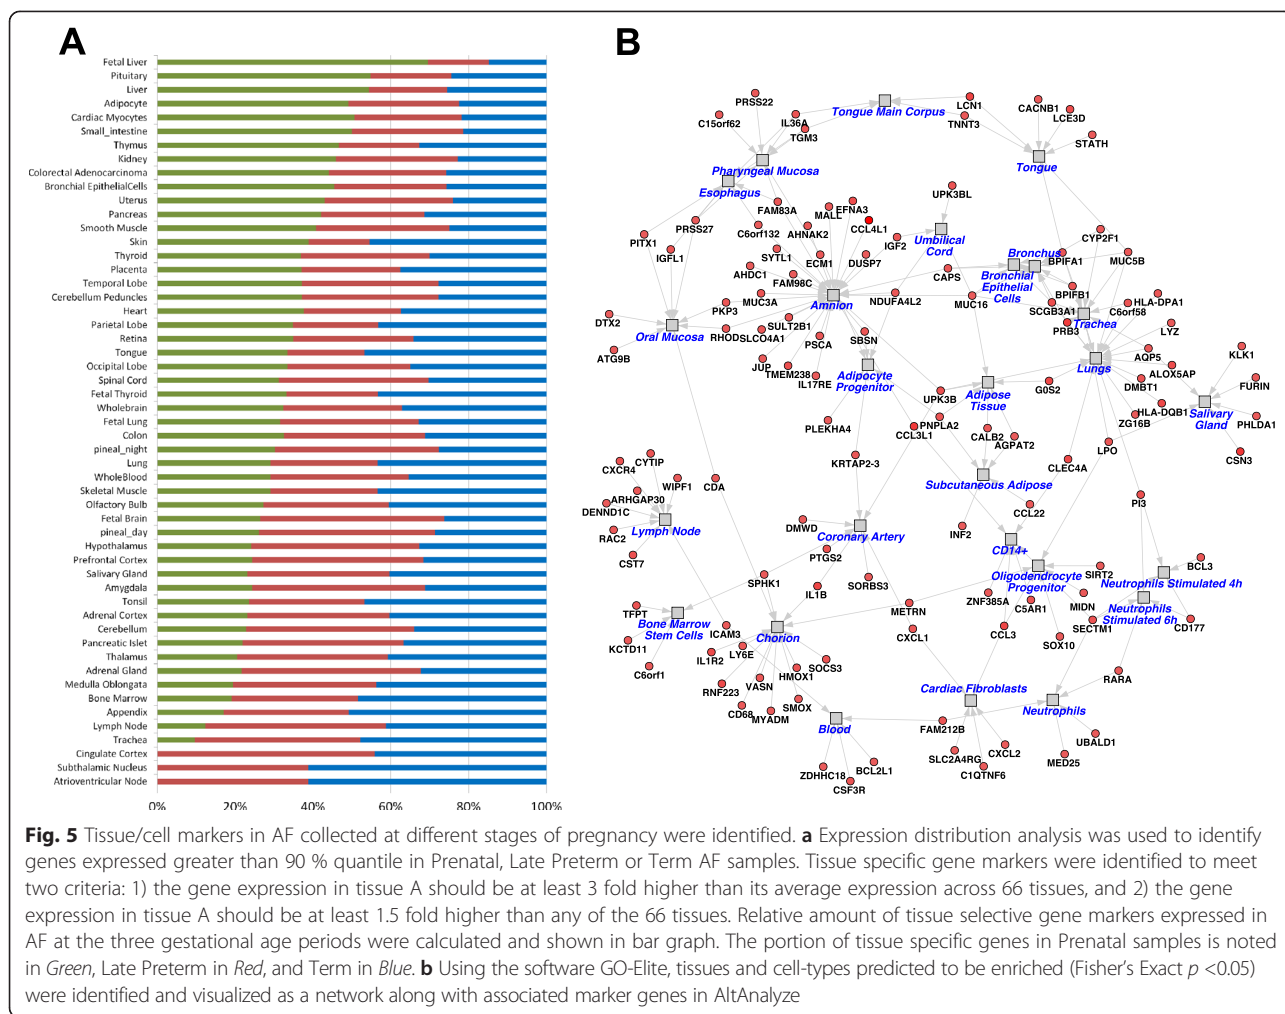 A
B
Fetal Liver
Pituitary
Liver
Adipocyte
Cardiac Myocytes
Small_intestine
Thymus
Kidney
Colorectal Adenocarcinoma
Bronchial EpithelialCells
Uterus
Pancreas
Smooth Muscle
Skin
Thyroid
Placenta
Temporal Lobe
Cerebellum Peduncles
Heart
Parietal Lobe
Retina
Tongue
Occipital Lobe
Spinal Cord
Fetal Thyroid
Wholebrain
Fetal Lung
Colon
pineal_night
Lung
WholeBlood
Skeletal Muscle
Olfactory Bulb
Fetal Brain
pineal_day
Hypothalamus
Prefrontal Cortex
Salivary Gland
Amygdala
Tonsil
Adrenal Cortex
Cerebellum
Pancreatic Islet
Thalamus
Adrenal Gland
Medulla Oblongata
Bone Marrow
Appendix
Lymph Node
Trachea
Cingulate Cortex
Subthalamic Nucleus
Atrioventricular Node
0% 20% 40% 60% 80% 100%
PRSS22
C15orf62
IL36A
TGM3
Tongue Main Corpus
LCN1
TNNT3
CACNB1
LCE3D
STATH
Tongue
Pharyngeal Mucosa
Esophagus
UPK3BL
FAM83A
MALL
EFNA3
CCL4L1
PITX1
PRSS27
C6orf132
AHNAK2
IGF2
Umbilical
Cord
CYP2F1
IGFL1
SYTL1
ECM1
DUSP7
Bronchus
BPIFA1
MUC5B
AHDC1
FAM98C
CAPS
Bronchial
Epithelial
Cells
BPIFB1
MUC3A
Amnion
NDUFA4L2
MUC16
SCGB3A1
HLA-DPA1
C6orf58
PKP3
DTX2
Oral Mucosa
RHOD
SLCO4A1
SULT2B1
PSCA
SBSN
Trachea
PRB3
LYZ
ATG9B
JUP
TMEM238
IL17RE
Adipocyte
Progenitor
Lungs
AQP5
ALOX5AP
KLK1
G0S2
DMBT1
FURIN
UPK3B
Adipose
Tissue
HLA-DQB1
ZG16B
Salivary
Gland
PHLDA1
PLEKHA4
PNPLA2
CCL3L1
CALB2
AGPAT2
LPO
CSN3
KRTAP2-3
CLEC4A
CXCR4
CYTIP
WIPF1
CDA
Subcutaneous Adipose
ARHGAP30
DENND1C
PI3
CCL22
RAC2
Lymph Node
DMWD
Coronary Artery
INF2
CST7
PTGS2
CD14+
BCL3
SPHK1
SORBS3
Oligodendrocyte
Progenitor
SIRT2
Neutrophils Stimulated 4h
IL1B
ZNF385A
C5AR1
MIDN
Neutrophils
Stimulated 6h
TFPT
METRN
SECTM1
CD177
Bone Marrow
Stem Cells
ICAM3
Chorion
CXCL1
CCL3
SOX10
KCTD11
LY6E
IL1R2
C6orf1
SOCS3
HMOX1
RARA
RNF223
VASN
Cardiac Fibroblasts
CD68
SMOX
MYADM
Neutrophils
Blood
FAM212B
UBALD1
SLC2A4RG
CXCL2
MED25
ZDHHC18
BCL2L1
C1QTNF6
CSF3R
Fig. 5 Tissue/cell markers in AF collected at different stages of pregnancy were identified. a Expression distribution analysis was used to identify
genes expressed greater than 90 % quantile in Prenatal, Late Preterm or Term AF samples. Tissue specific gene markers were identified to meet
two criteria: 1) the gene expression in tissue A should be at least 3 fold higher than its average expression across 66 tissues, and 2) the gene
expression in tissue A should be at least 1.5 fold higher than any of the 66 tissues. Relative amount of tissue selective gene markers expressed in
AF at the three gestational age periods were calculated and shown in bar graph. The portion of tissue specific genes in Prenatal samples is noted
in Green, Late Preterm in Red, and Term in Blue. b Using the software GO-Elite, tissues and cell-types predicted to be enriched (Fisher's Exact p <0.05)
were identified and visualized as a network along with associated marker genes in AltAnalyze